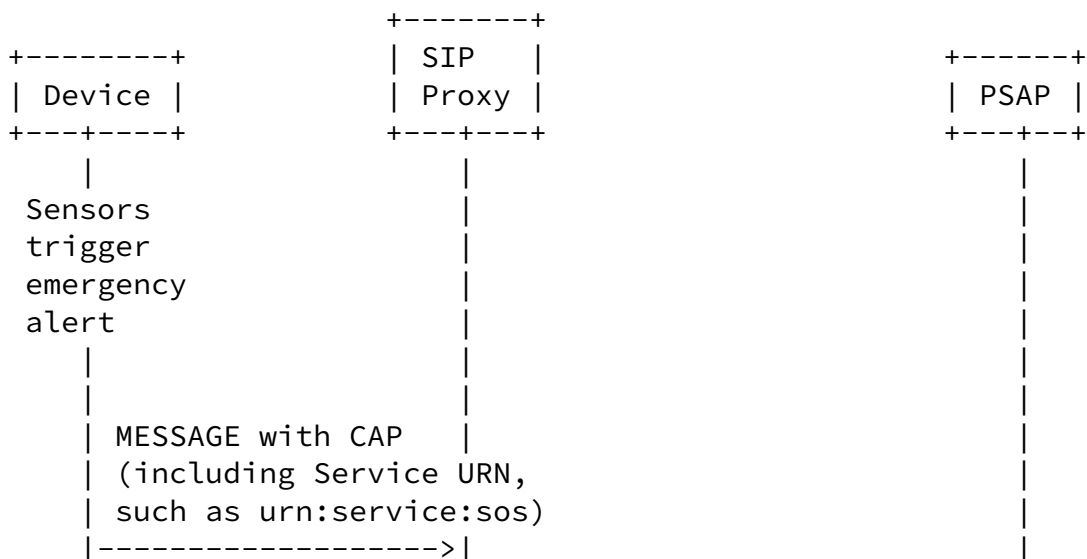 SIP
Device Proxy PSAP
Sensors
trigger
emergency
alert
MESSAGE with CAP
(including Service URN,
such as urn:service:sos)